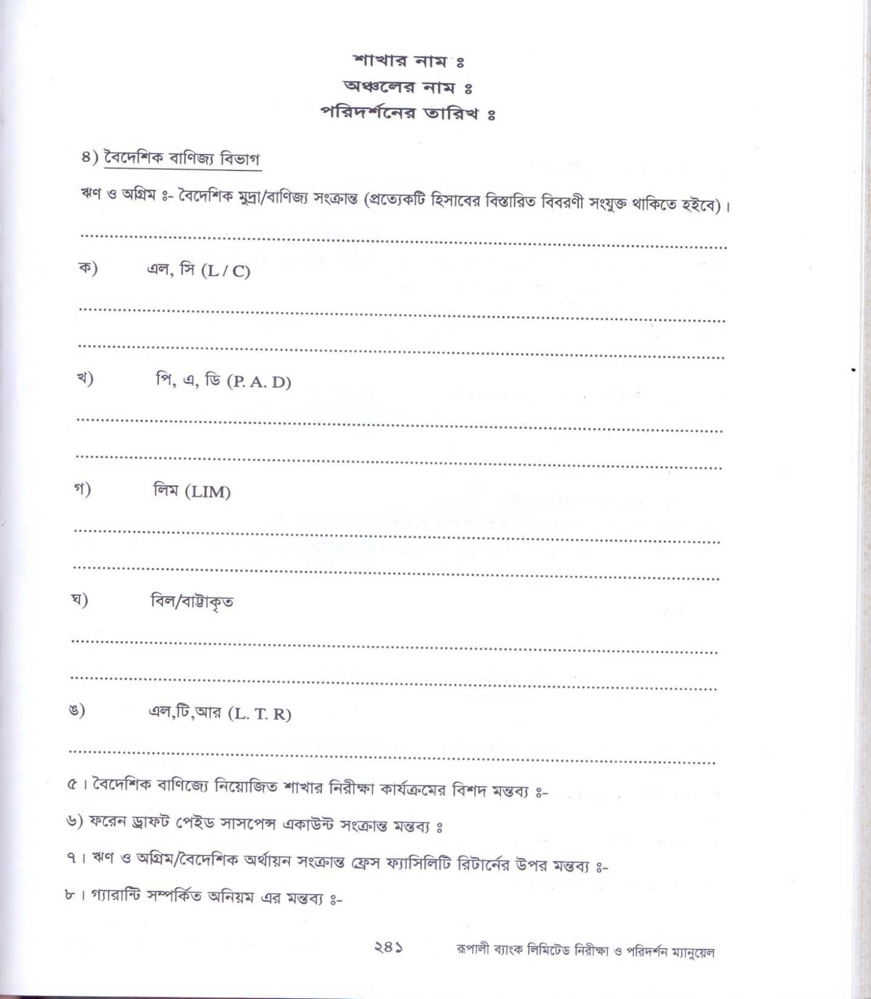 শাখার নাম ঃ
অঞ্চলের নাম ঃ
পরিদর্শনের তারিখ ঃ
৪) বৈদেশিক বাণিজ্য বিভাগ
ঋণ ও অগ্রিম ঃ- বৈদেশিক মুদ্রা/বাণিজ্য সংক্রান্ত (প্রত্যেকটি হিসাবের বিস্তারিত বিবরণী সংযুক্ত থাকিতে হইবে)।
ক) এল, সি (L / C)
খ) পি, এ, ডি (P. A. D)
গ) লিম (LIM)
ঘ) বিল/বাট্টাকৃত
ঙ) এল,টি,আর (L. T. R)
৫। বৈদেশিক বাণিজ্যে নিয়োজিত শাখার নিরীক্ষা কার্যক্রমের বিশদ মন্তব্য ঃ-
৬) ফরেন ড্রাফট পেইড সাসপেন্স একাউন্ট সংক্রান্ত মন্তব্য ঃ
৭। ঋণ ও অগ্রিম/বৈদেশিক অর্থায়ন সংক্রান্ত ফ্রেস ফ্যাসিলিটি রিটার্নের উপর মন্তব্য ঃ-
৮। গ্যারান্টি সম্পর্কিত অনিয়ম এর মন্তব্য ঃ-
২৪১ রূপালী ব্যাংক লিমিটেড নিরীক্ষা ও পরিদর্শন ম্যানুয়েল